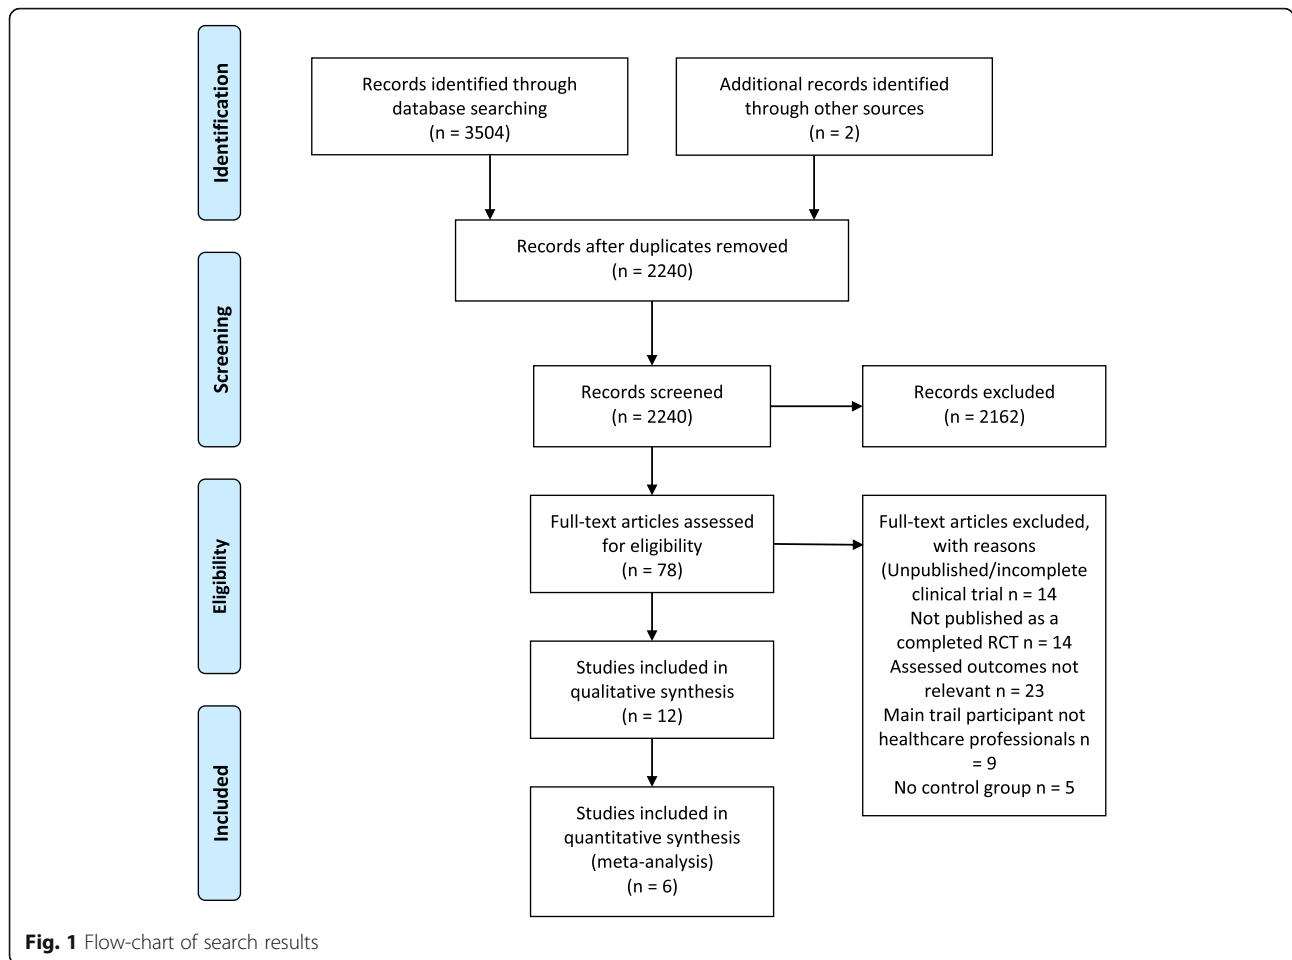 Identification
Records identified through
database searching
(n = 3504)
Additional records identified
through other sources
(n = 2)
Records after duplicates removed
(n = 2240)
Screening
Records screened
(n = 2240)
Records excluded
(n = 2162)
Eligibility
Full-text articles assessed
for eligibility
(n = 78)
Full-text articles excluded,
with reasons
(Unpublished/incomplete
clinical trial n = 14
Not published as a
completed RCT n = 14
Assessed outcomes not
relevant n = 23
Main trail participant not
healthcare professionals n
= 9
No control group n = 5
Studies included in
qualitative synthesis
(n = 12)
Included
Studies included in
quantitative synthesis
(meta-analysis)
(n = 6)
Fig. 1 Flow-chart of search results